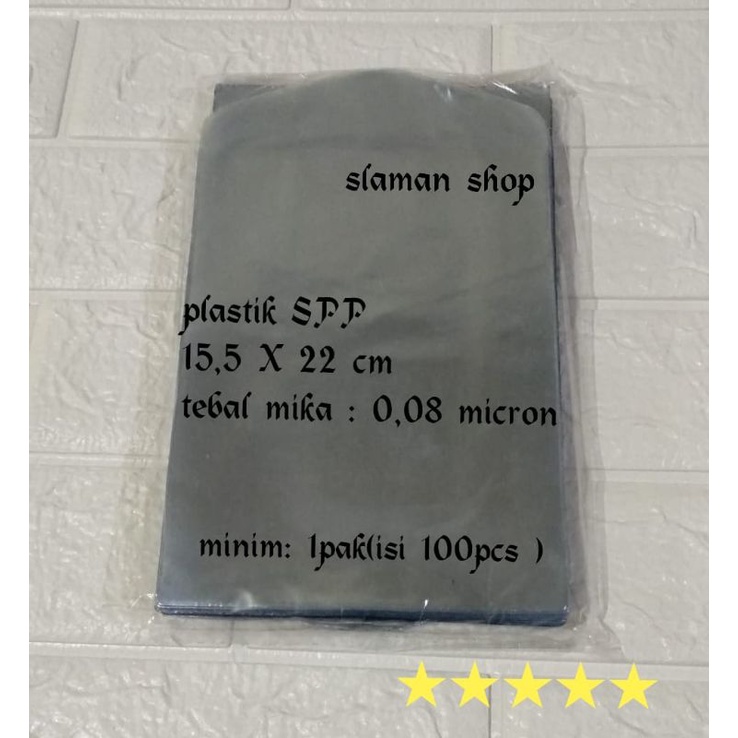 slaman shop
plastik SPP
15,5 X 22 cm
tebal mika : 0,08 micron
minim: 1pak(isi 100pcs )